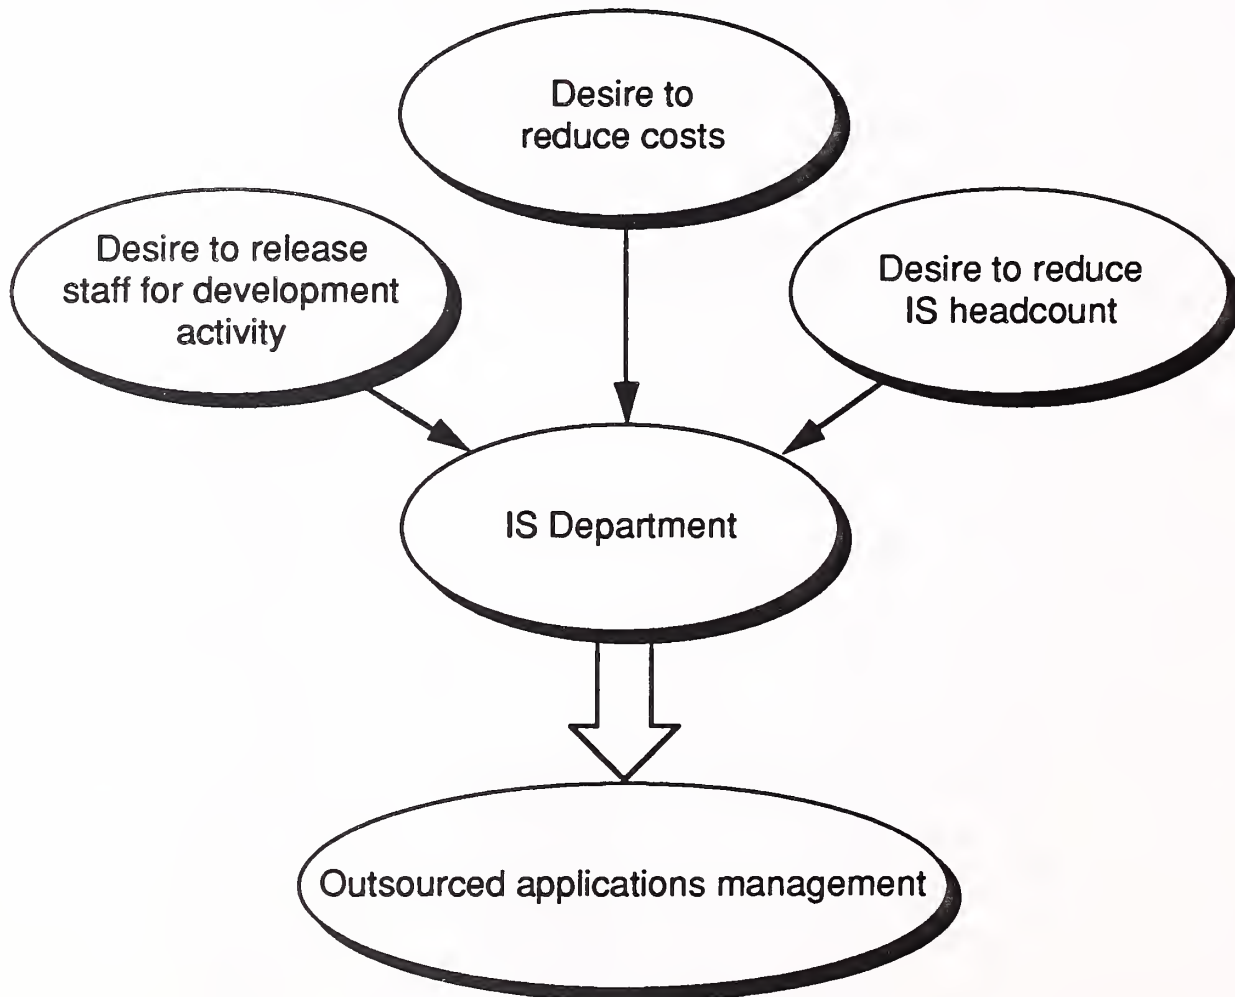 Desire to
reduce costs
Desire to release
staff for development
activity
Desire to reduce
IS headcount
IS Department
Outsourced applications management